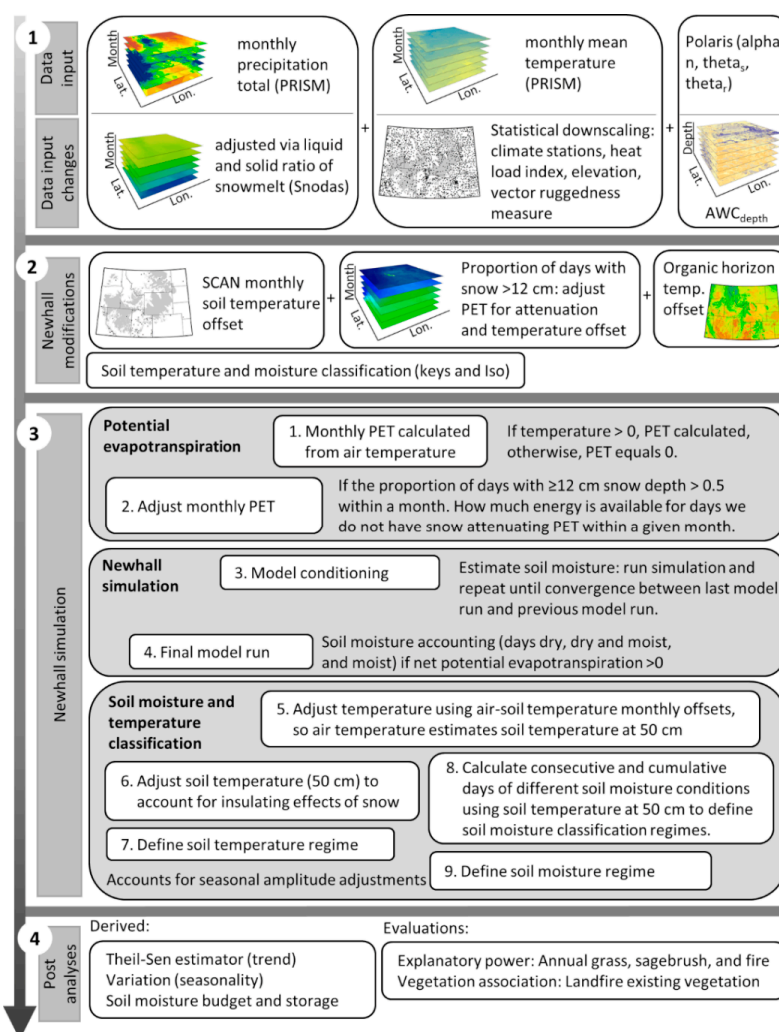 1
Data input
Month
Lat.
Lon.
monthly
precipitation
total (PRISM)
+
Month
Lat.
Lon.
monthly mean
temperature
(PRISM)
+
Polaris (alpha
n, theta_s,
theta_r)
Data input
changes
Month
Lat.
Lon.
adjusted via liquid
and solid ratio of
snowmelt (Snodas)
Statistical downscaling:
climate stations, heat
load index, elevation,
vector ruggedness
measure
Depth
AWC_depth
2
Newhall
modifications
SCAN monthly
soil temperature
offset
+
Month
Lat.
Lon.
Proportion of days with
snow >12 cm: adjust
PET for attenuation
and temperature offset
+
Organic horizon
temp.
offset
Soil temperature and moisture classification (keys and Iso)
3
Newhall simulation
Potential
evapotranspiration
1. Monthly PET calculated
from air temperature
If temperature > 0, PET calculated,
otherwise, PET equals 0.
2. Adjust monthly PET
If the proportion of days with ≥12 cm snow depth > 0.5
within a month. How much energy is available for days we
do not have snow attenuating PET within a given month.
Newhall
simulation
3. Model conditioning
Estimate soil moisture: run simulation and
repeat until convergence between last model
run and previous model run.
4. Final model run
Soil moisture accounting (days dry, dry and moist,
and moist) if net potential evapotranspiration >0
Soil moisture and
temperature
classification
5. Adjust temperature using air-soil temperature monthly offsets,
so air temperature estimates soil temperature at 50 cm
6. Adjust soil temperature (50 cm) to
account for insulating effects of snow
7. Define soil temperature regime
Accounts for seasonal amplitude adjustments
8. Calculate consecutive and cumulative
days of different soil moisture conditions
using soil temperature at 50 cm to define
soil moisture classification regimes.
9. Define soil moisture regime
4
Post
analyses
Derived:
Theil-Sen estimator (trend)
Variation (seasonality)
Soil moisture budget and storage
Evaluations:
Explanatory power: Annual grass, sagebrush, and fire
Vegetation association: Landfire existing vegetation